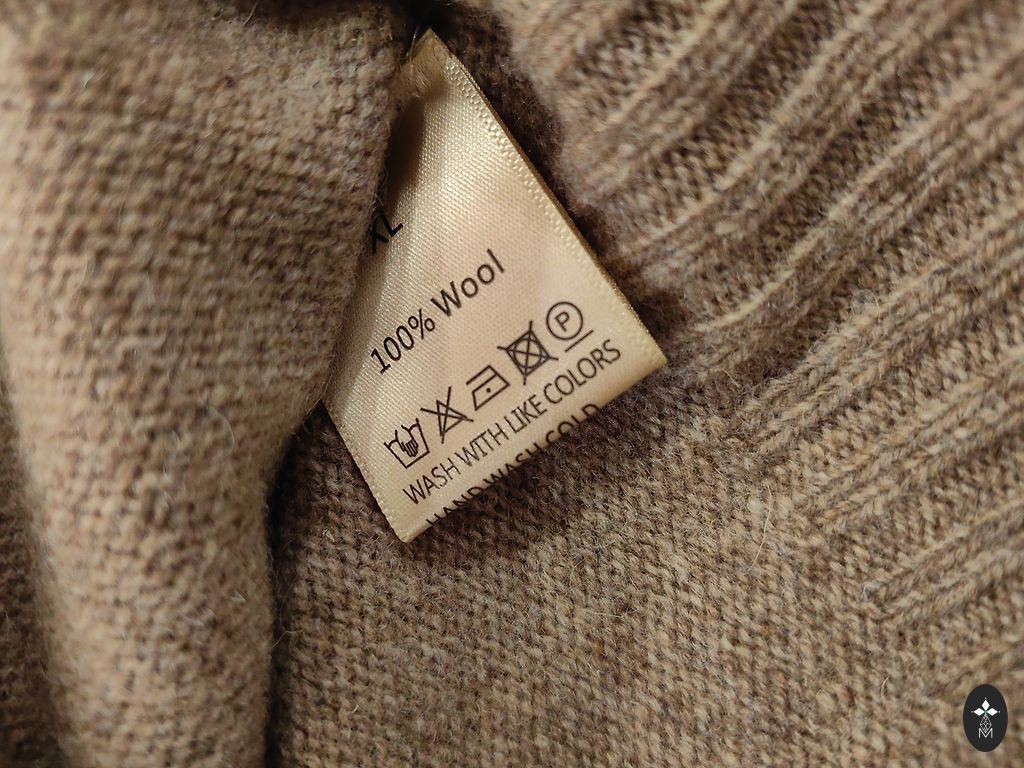 XL
100% Wool
P
WASH WITH LIKE COLORS
HAND WASH COLD
M